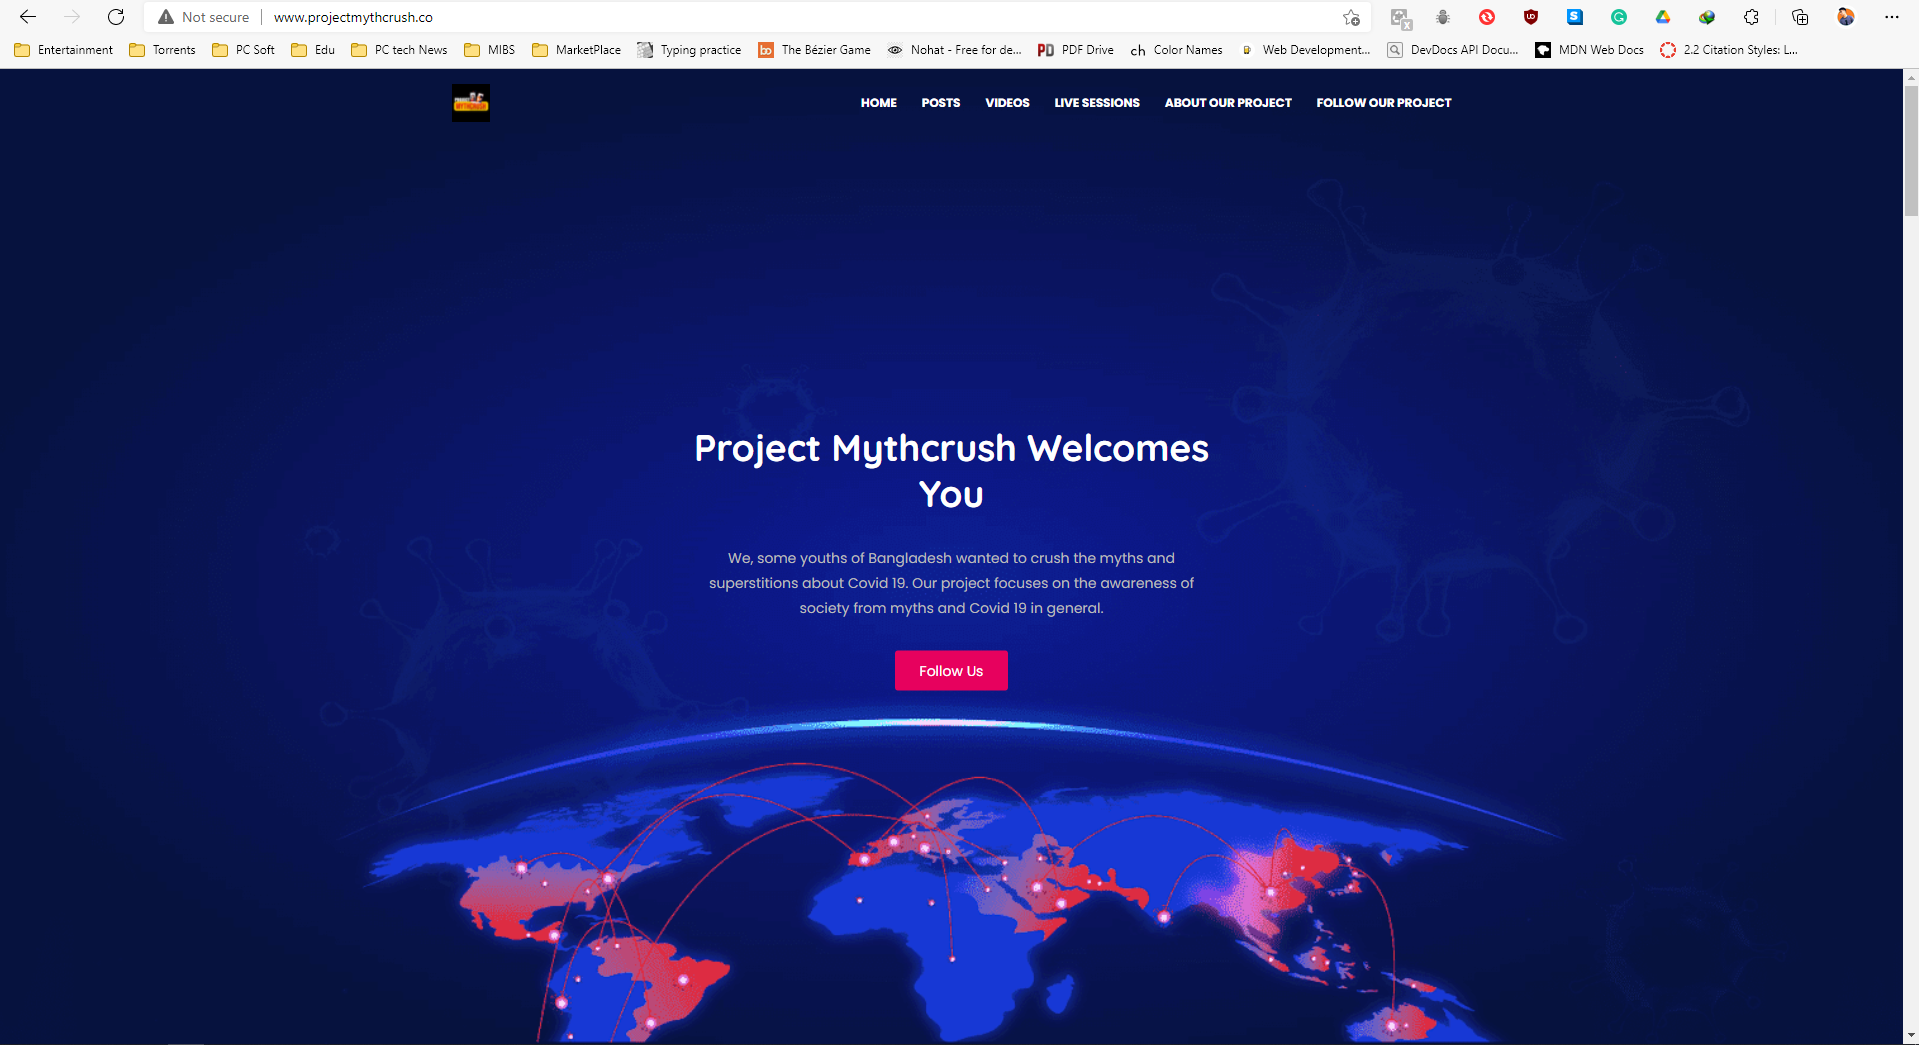 Not secure | www.projectmythcrush.co
Entertainment Torrents PC Soft Edu PC tech News MIBS MarketPlace Typing practice The Bézier Game Nohat - Free for de... PDF Drive Color Names Web Development... DevDocs API Docu... MDN Web Docs 2.2 Citation Styles: L...
HOME POSTS VIDEOS LIVE SESSIONS ABOUT OUR PROJECT FOLLOW OUR PROJECT
Project Mythcrush Welcomes
You
We, some youths of Bangladesh wanted to crush the myths and
superstitions about Covid 19. Our project focuses on the awareness of
society from myths and Covid 19 in general.
Follow Us